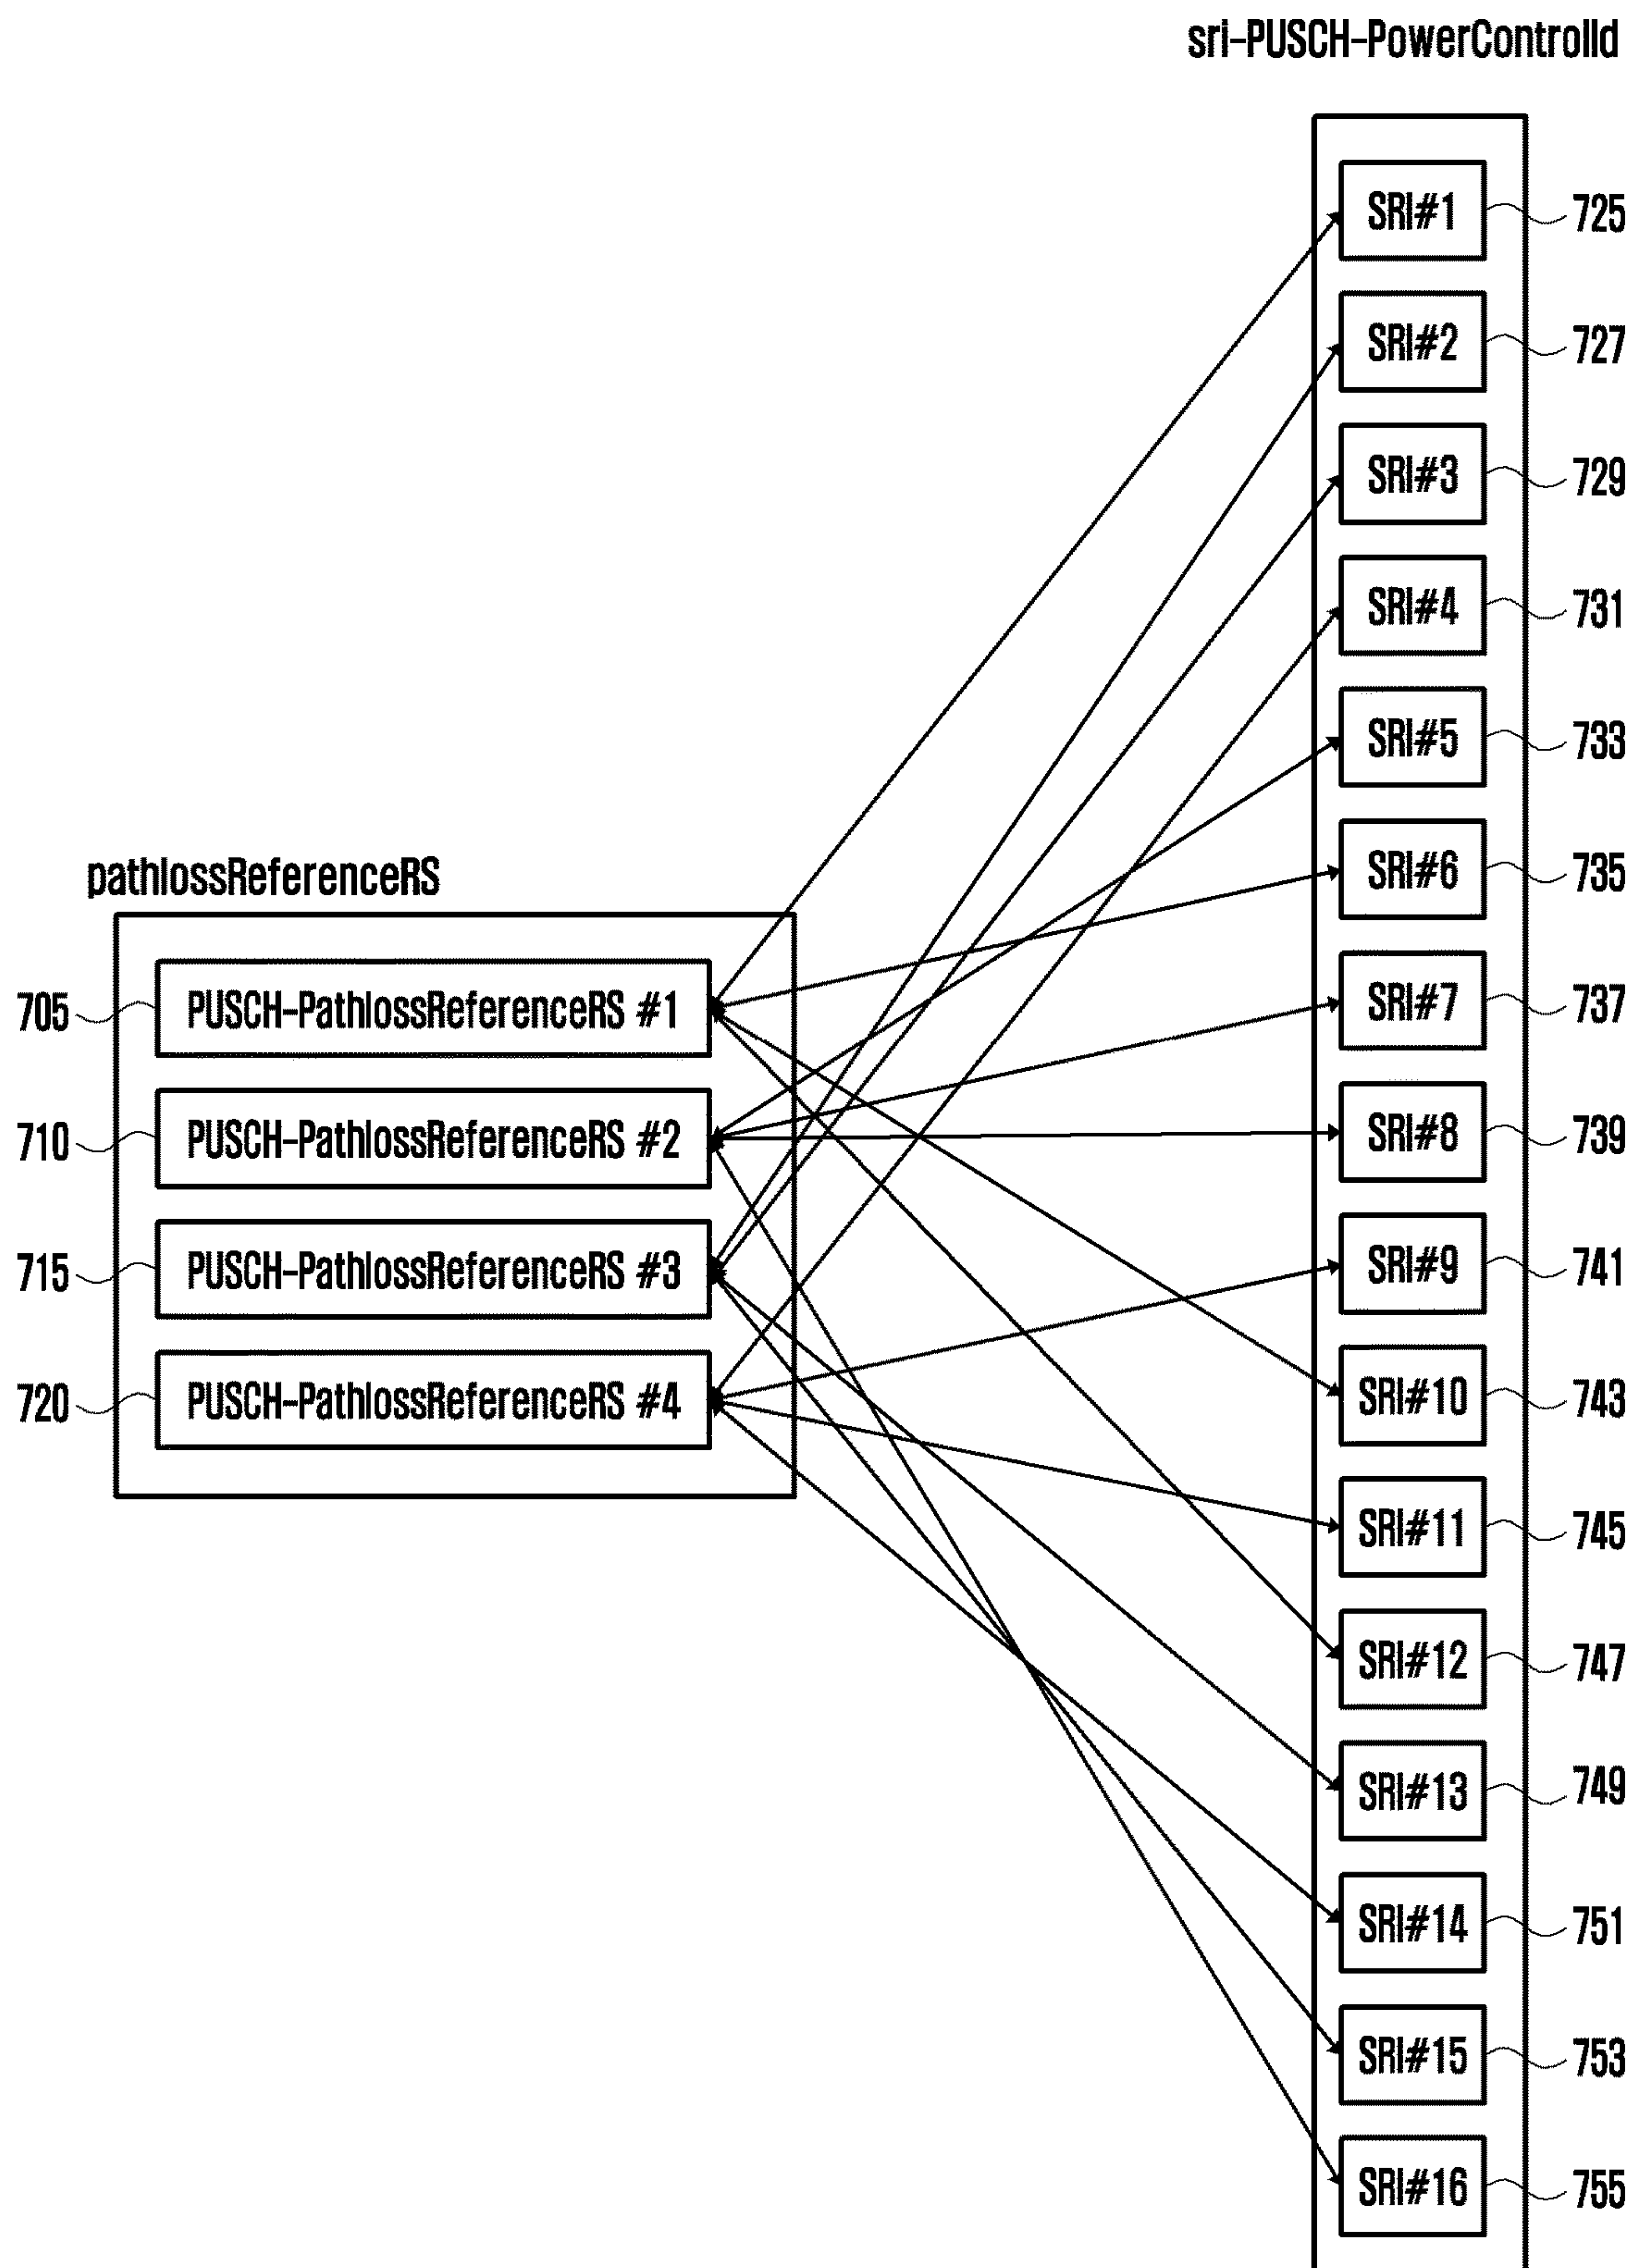 sri-PUSCH-PowerControlId
SRI#1 725
SRI#2 727
SRI#3 729
SRI#4 731
SRI#5 733
SRI#6 735
pathlossReferenceRS
SRI#7 737
705 PUSCH-PathlossReferenceRS #1
710 PUSCH-PathlossReferenceRS #2
SRI#8 739
715 PUSCH-PathlossReferenceRS #3
SRI#9 741
720 PUSCH-PathlossReferenceRS #4
SRI#10 743
SRI#11 745
SRI#12 747
SRI#13 749
SRI#14 751
SRI#15 753
SRI#16 755